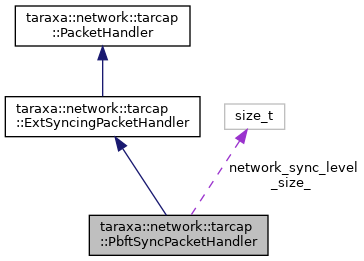 taraxa::network::tarcap
::PacketHandler
taraxa::network::tarcap
::ExtSyncingPacketHandler
size_t
network_sync_level
_size_
taraxa::network::tarcap
::PbftSyncPacketHandler